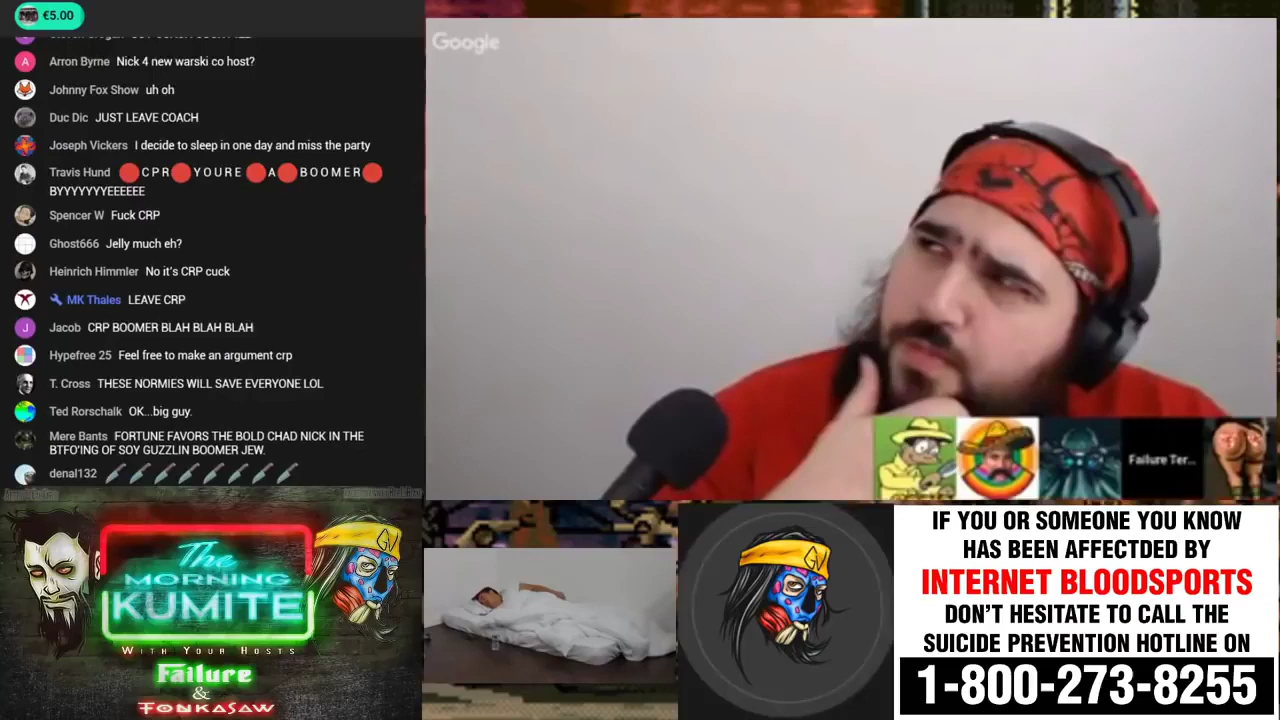 €5.00
Arron Byrne Nick 4 new warski co host?
Johnny Fox Show uh oh
Duc Dic JUST LEAVE COACH
Joseph Vickers I decide to sleep in one day and miss the party
Travis Hund 🔴C P R🔴Y O U R E 🔴A🔴B O O M E R🔴
BYYYYYYYEEEEEE
Spencer W Fuck CRP
Ghost666 Jelly much eh?
Heinrich Himmler No it's CRP cuck
MK Thales LEAVE CRP
Jacob CRP BOOMER BLAH BLAH BLAH
Hypefree 25 Feel free to make an argument crp
T. Cross THESE NORMIES WILL SAVE EVERYONE LOL
Ted Rorschalk OK...big guy.
Mere Bants FORTUNE FAVORS THE BOLD CHAD NICK IN THE
BTFO'ING OF SOY GUZZLIN BOOMER JEW.
denal132
Google
Failure Ter...
The
MORNING
KUMITE
WITH YOUR HOSTS
Failure
&
TONKASAW
GV
GV
IF YOU OR SOMEONE YOU KNOW
HAS BEEN AFFECTDED BY
INTERNET BLOODSPORTS
DON'T HESITATE TO CALL THE
SUICIDE PREVENTION HOTLINE ON
1-800-273-8255